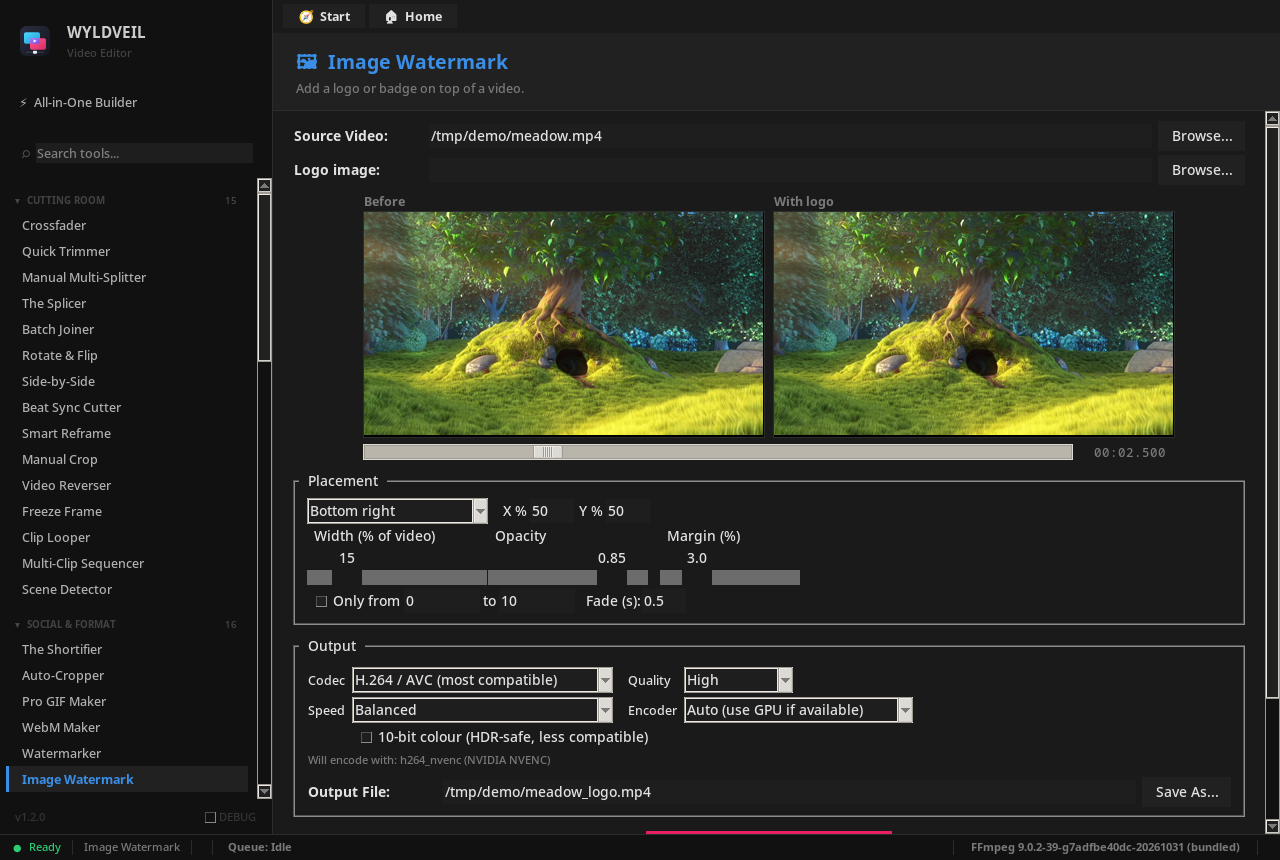 WYLDVEIL
Video Editor
All-in-One Builder
Search tools...
CUTTING ROOM 15
Crossfader
Quick Trimmer
Manual Multi-Splitter
The Splicer
Batch Joiner
Rotate & Flip
Side-by-Side
Beat Sync Cutter
Smart Reframe
Manual Crop
Video Reverser
Freeze Frame
Clip Looper
Multi-Clip Sequencer
Scene Detector
SOCIAL & FORMAT 16
The Shortifier
Auto-Cropper
Pro GIF Maker
WebM Maker
Watermarker
Image Watermark
v1.2.0 DEBUG
Start Home
Image Watermark
Add a logo or badge on top of a video.
Source Video: /tmp/demo/meadow.mp4 Browse...
Logo image: Browse...
Before With logo
00:02.500
Placement
Bottom right X % 50 Y % 50
Width (% of video) Opacity Margin (%)
15 0.85 3.0
Only from 0 to 10 Fade (s): 0.5
Output
Codec H.264 / AVC (most compatible) Quality High
Speed Balanced Encoder Auto (use GPU if available)
10-bit colour (HDR-safe, less compatible)
Will encode with: h264_nvenc (NVIDIA NVENC)
Output File: /tmp/demo/meadow_logo.mp4 Save As...
Ready Image Watermark Queue: Idle FFmpeg 9.0.2-39-g7adfbe40dc-20261031 (bundled)